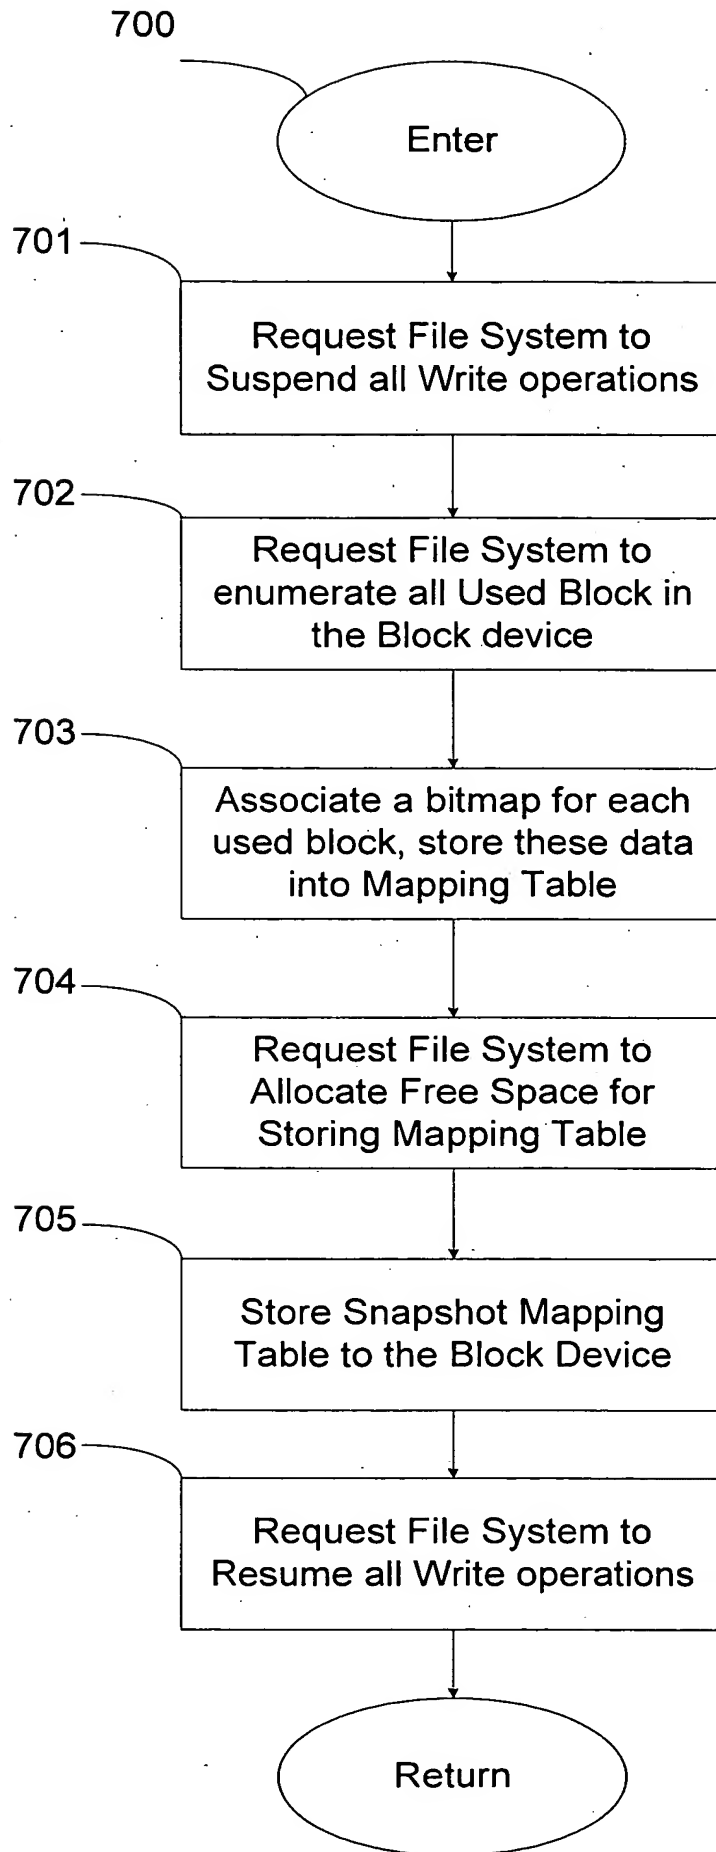 700
Enter
701
Request File System to
Suspend all Write operations
702
Request File System to
enumerate all Used Block in
the Block device
703
Associate a bitmap for each
used block, store these data
into Mapping Table
704
Request File System to
Allocate Free Space for
Storing Mapping Table
705
Store Snapshot Mapping
Table to the Block Device
706
Request File System to
Resume all Write operations
Return